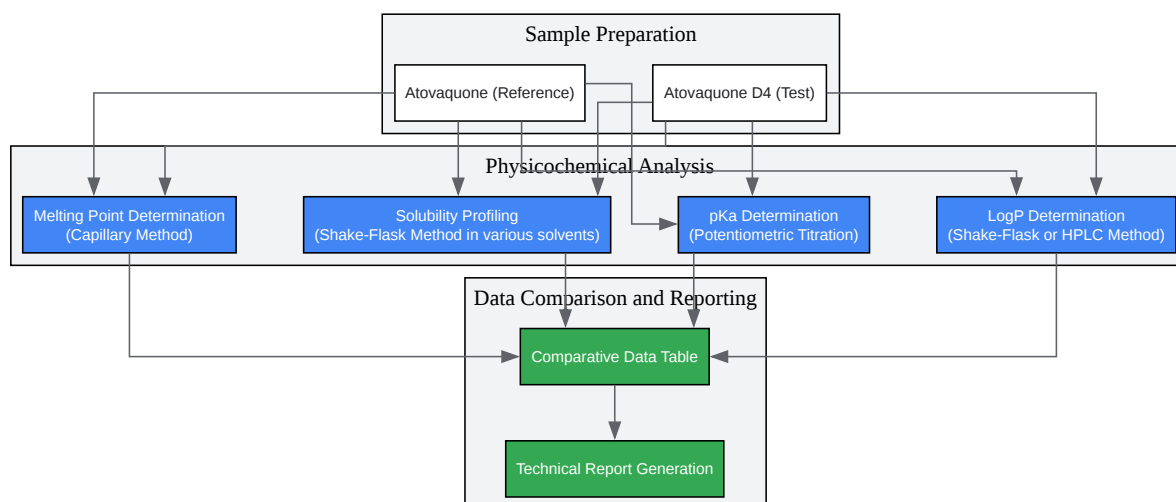 Sample Preparation
Atovaquone (Reference)
Atovaquone D4 (Test)
Physicochemical Analysis
Melting Point Determination
(Capillary Method)
Solubility Profiling
(Shake-Flask Method in various solvents)
pKa Determination
(Potentiometric Titration)
LogP Determination
(Shake-Flask or HPLC Method)
Data Comparison and Reporting
Comparative Data Table
Technical Report Generation